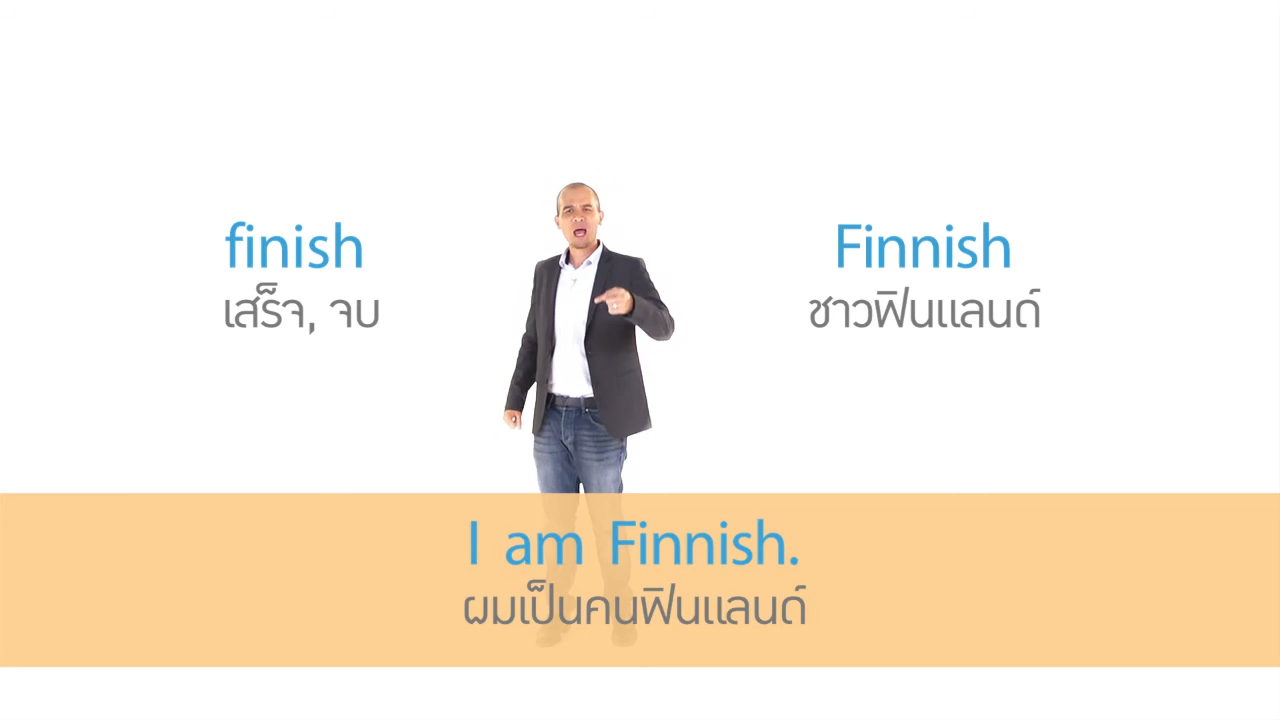 finish
เสร็จ, จบ
Finnish
ชาวฟินแลนด์
I am Finnish.
ผมเป็นคนฟินแลนด์